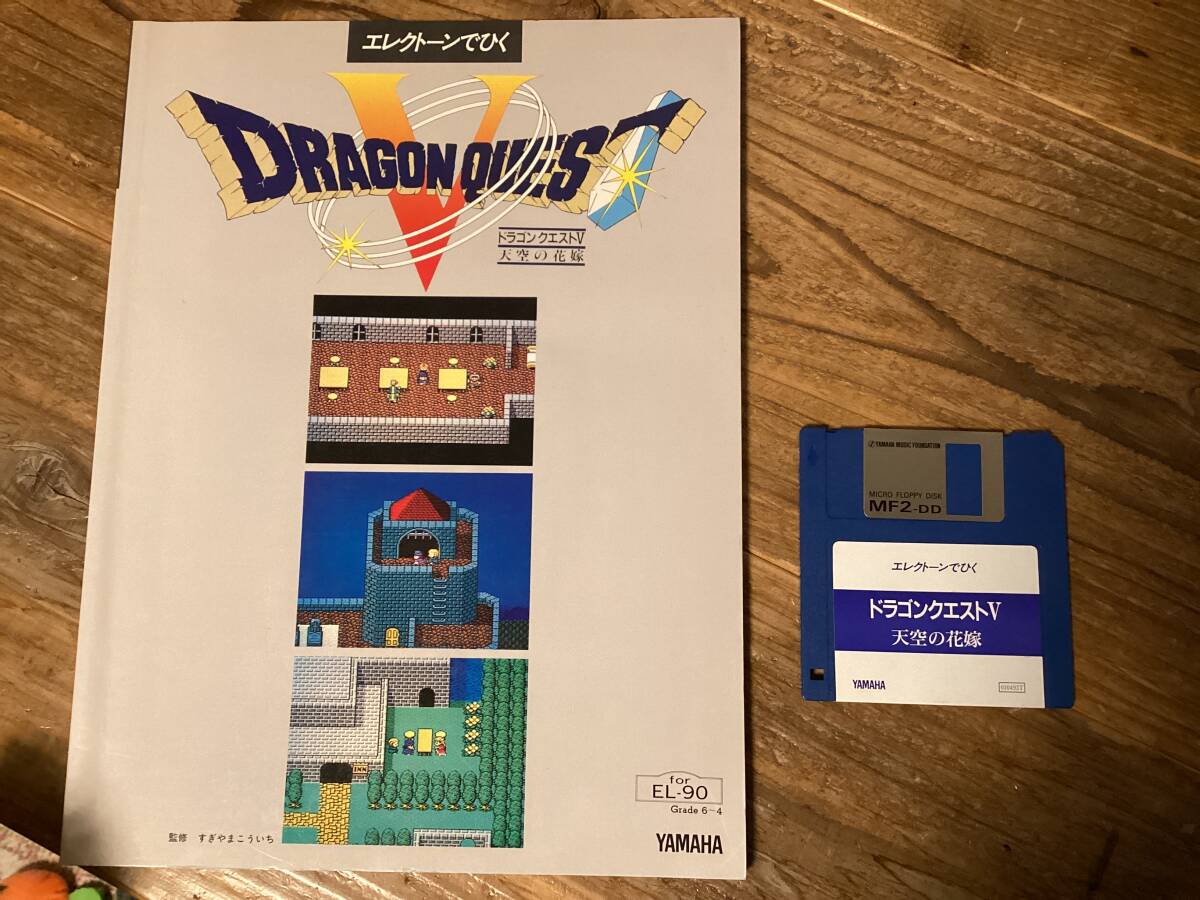 エレクトーンでひく
DRAGON QUEST
V
ドラゴンクエストV
天空の花嫁
INN
for
EL-90
Grade 6~4
監修 すぎやまこういち
YAMAHA
YAMAHA MUSIC FOUNDATION
MICRO FLOPPY DISK
MF2-DD
エレクトーンでひく
ドラゴンクエストV
天空の花嫁
YAMAHA